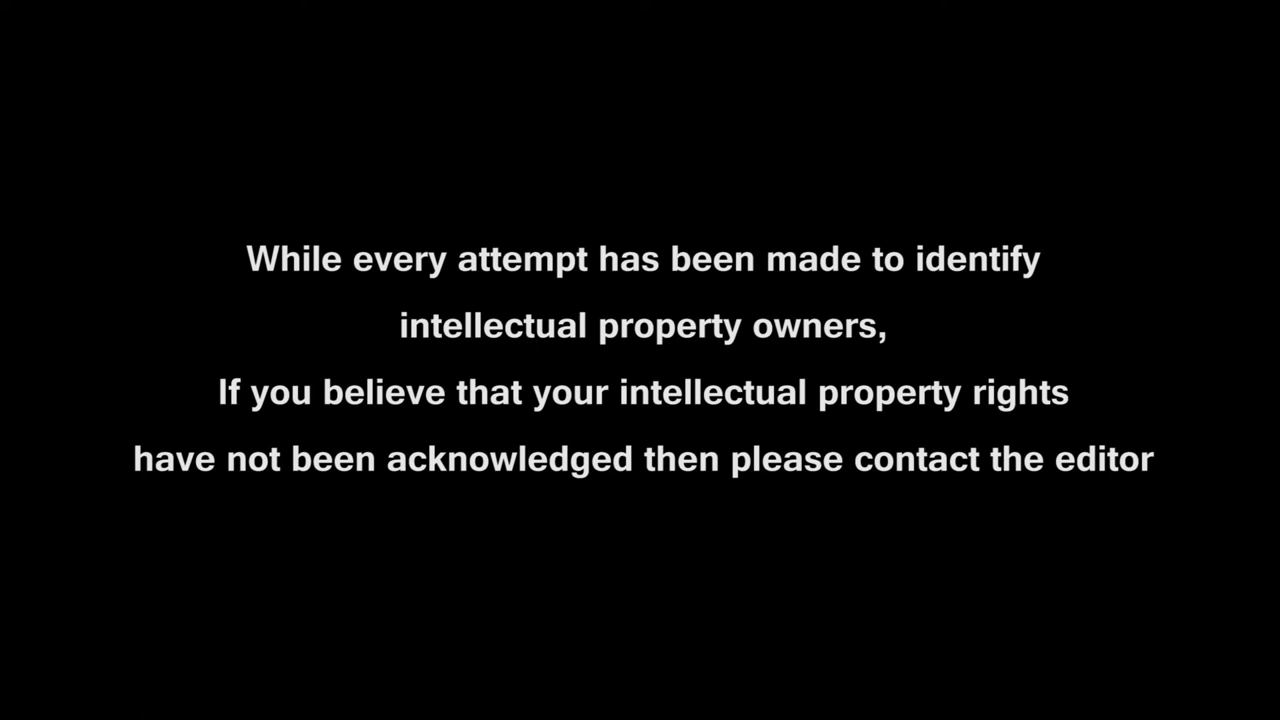 While every attempt has been made to identify
intellectual property owners,
If you believe that your intellectual property rights
have not been acknowledged then please contact the editor